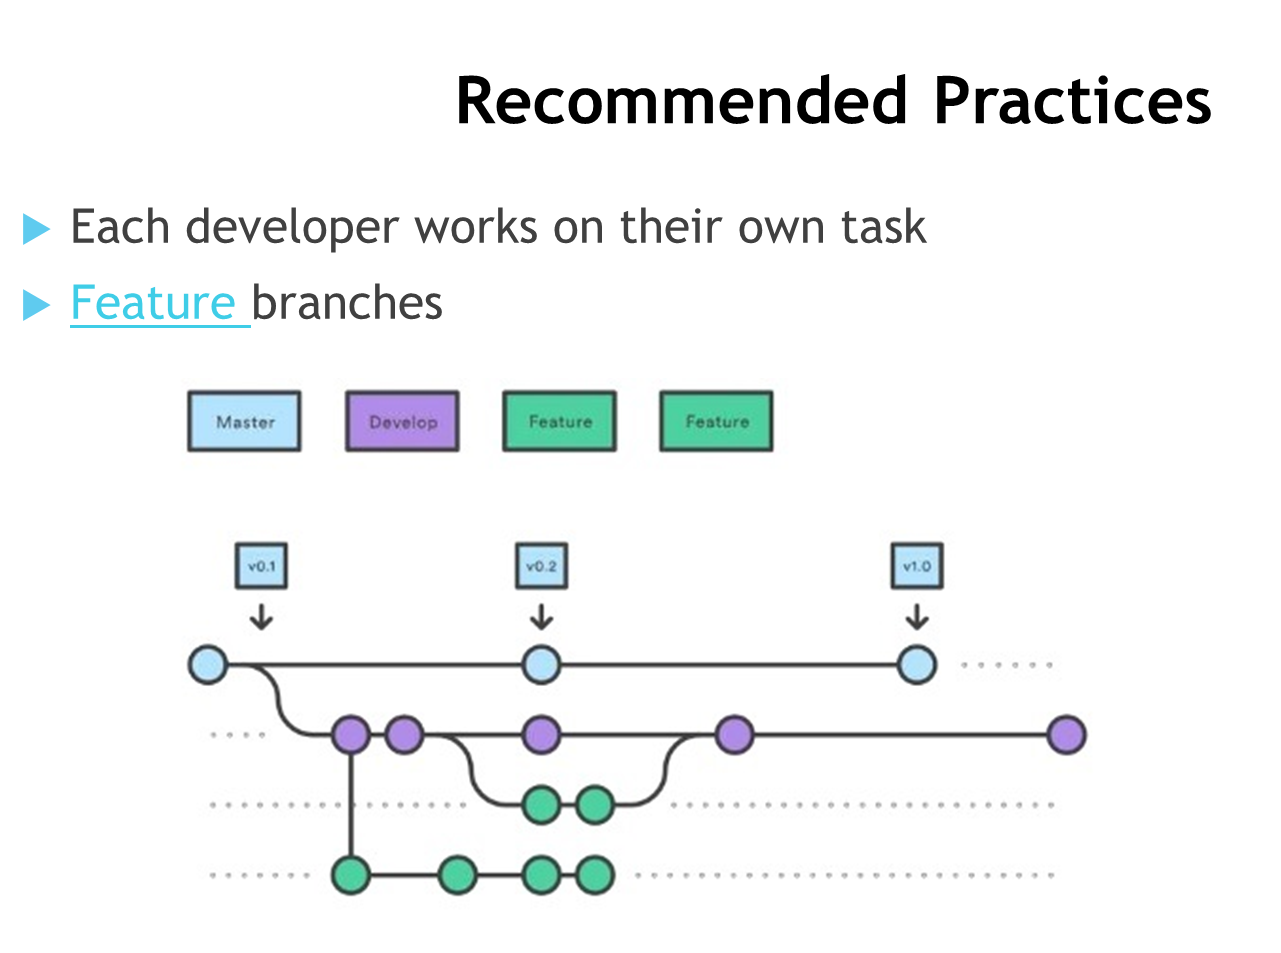 Recommended Practices
Each developer works on their own task
Feature branches
Master
Develop
Feature
Feature
v0.1
v0.2
v1.0